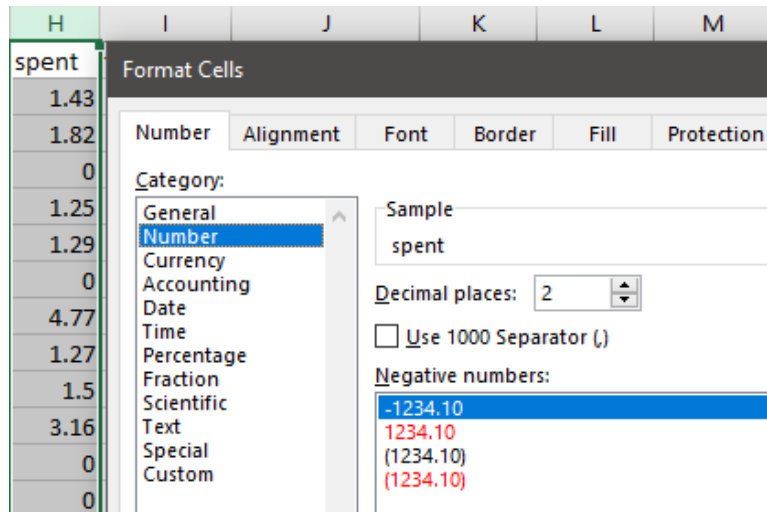 H I J K L M
spent
Format Cells
1.43
1.82
0
1.25
1.29
0
4.77
1.27
1.5
3.16
0
0
Number Alignment Font Border Fill Protection
Category:
General
Number
Currency
Accounting
Date
Time
Percentage
Fraction
Scientific
Text
Special
Custom
Sample
spent
Decimal places: 2
Use 1000 Separator (,)
Negative numbers:
-1234.10
1234.10
(1234.10)
(1234.10)